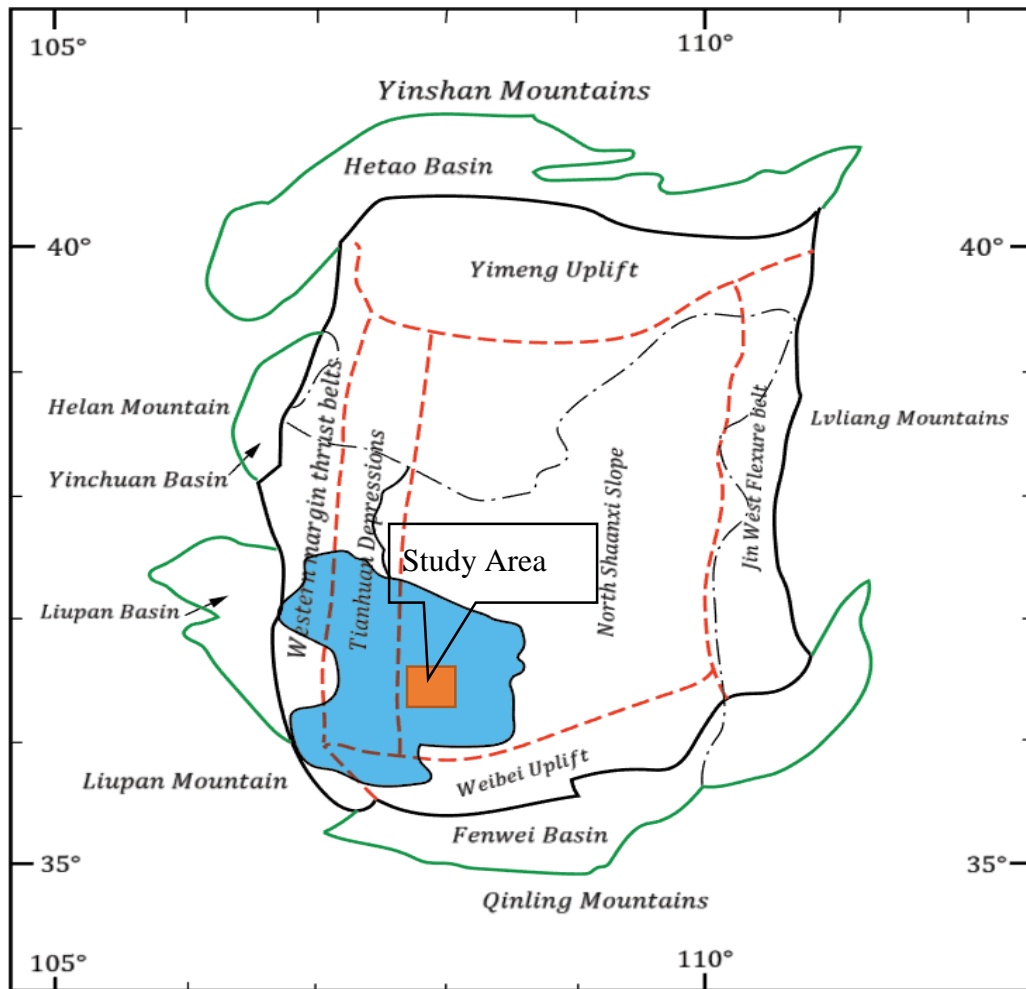 105°
110°
Yinshan Mountains
Hetao Basin
40°
40°
Yimeng Uplift
Helan Mountain
Western margin thrust belts
Tianhuan Depressions
North Shaanxi Slope
Jin West Flexure belt
Lvliang Mountains
Yinchuan Basin
Study Area
Liupan Basin
Liupan Mountain
Weibei Uplift
Fenwei Basin
35°
35°
Qinling Mountains
105°
110°